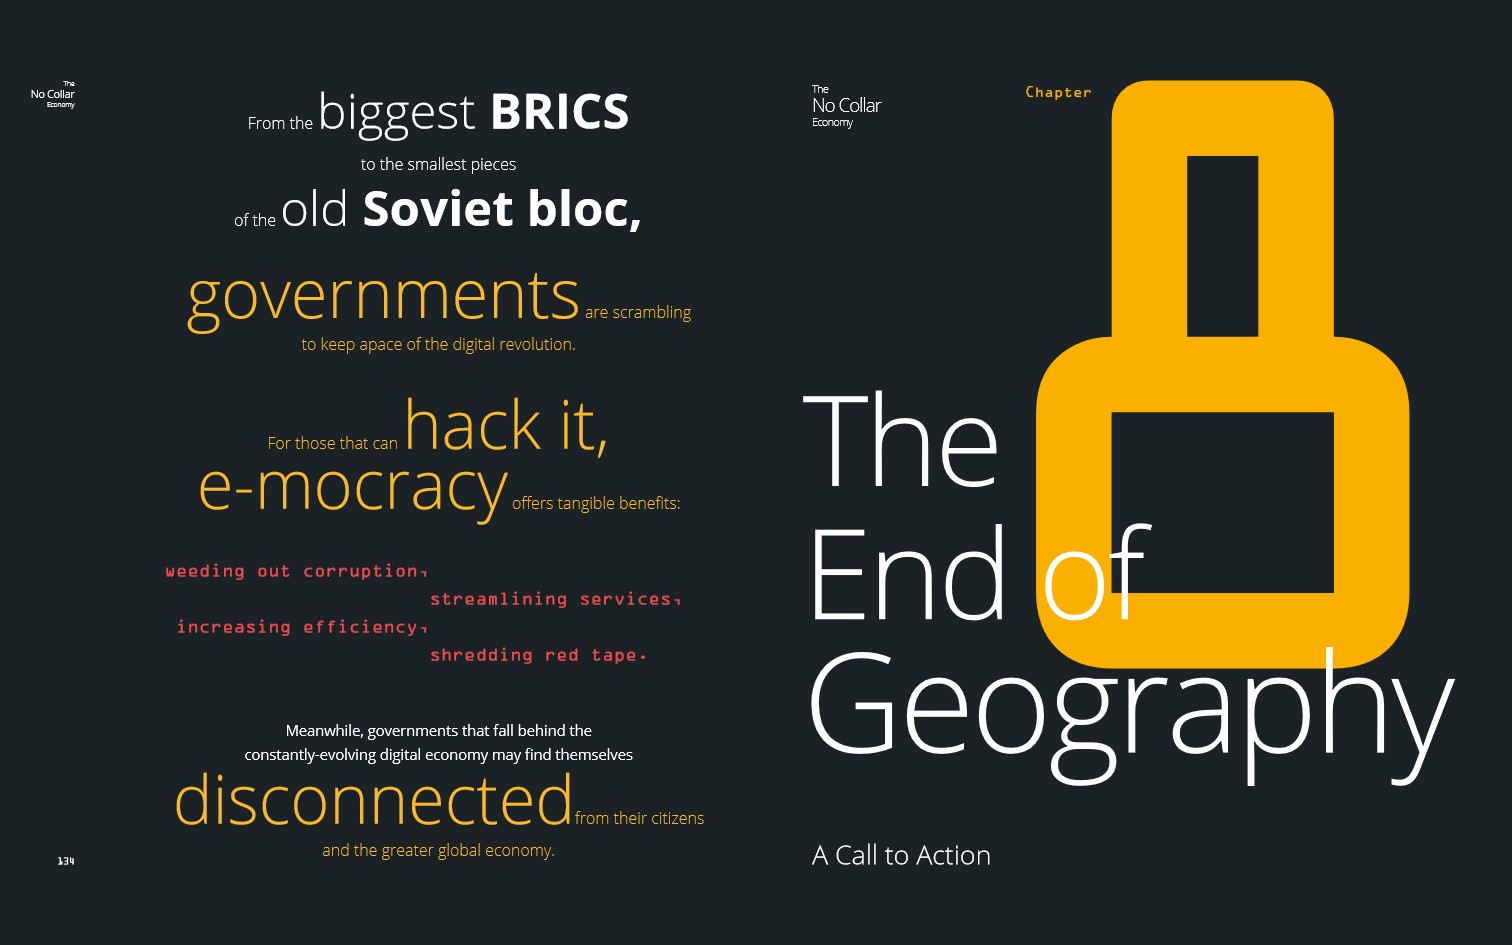 The
No Collar
Economy
From the biggest BRICS
to the smallest pieces
of the old Soviet bloc,
governments are scrambling
to keep apace of the digital revolution.
For those that can hack it,
e-mocracy offers tangible benefits:
weeding out corruption,
streamlining services,
increasing efficiency,
shredding red tape.
Meanwhile, governments that fall behind the
constantly-evolving digital economy may find themselves
disconnected from their citizens
and the greater global economy.
134
The
No Collar
Economy
Chapter
8
The
End of
Geography
A Call to Action